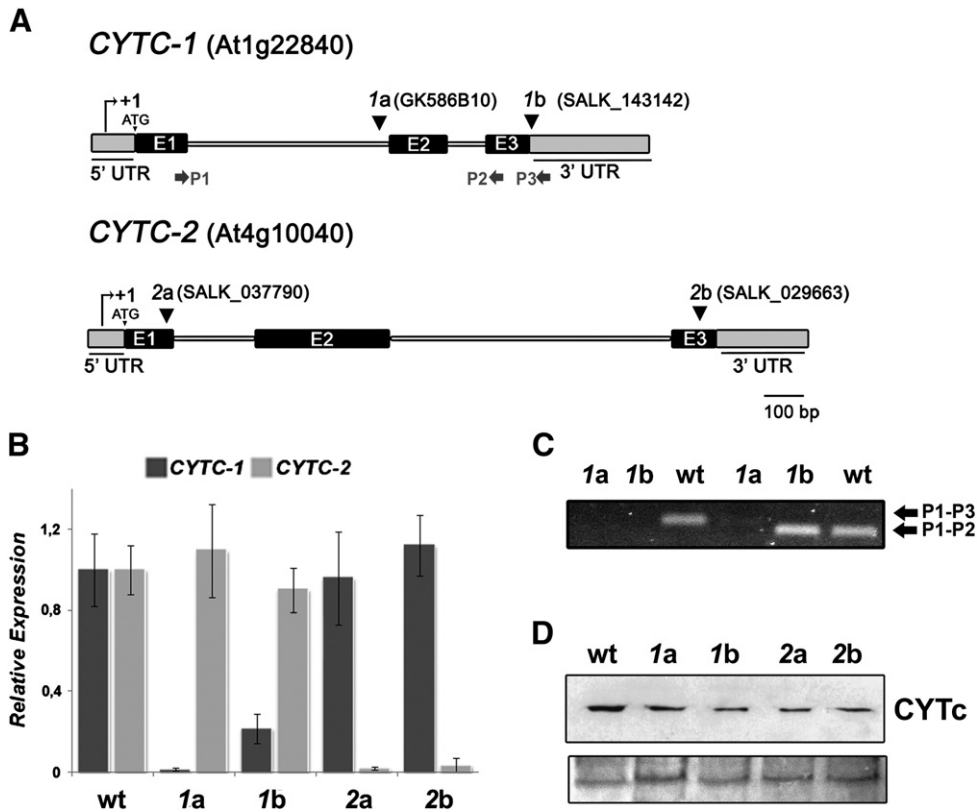 A
CYTC-1 (At1g22840)
+1
ATG
1a (GK586B10)
1b (SALK_143142)
E1
E2
E3
5' UTR
P1
P2
P3
3' UTR
CYTC-2 (At4g10040)
+1
ATG
2a (SALK_037790)
2b (SALK_029663)
E1
E2
E3
5' UTR
3' UTR
100 bp
B
CYTC-1 CYTC-2
Relative Expression
1,2
0,8
0,4
0
wt 1a 1b 2a 2b
C
1a 1b wt 1a 1b wt
P1-P3
P1-P2
D
wt 1a 1b 2a 2b
CYTc